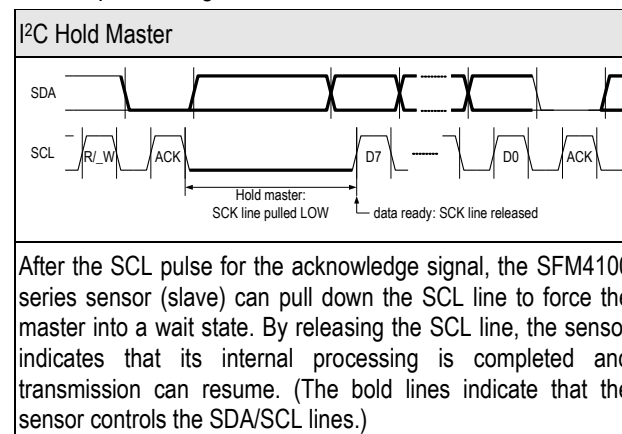 I²C Hold Master
SDA
SCL R/_W ACK D7 D0 ACK
Hold master:
SCK line pulled LOW
data ready: SCK line released
After the SCL pulse for the acknowledge signal, the SFM4100
series sensor (slave) can pull down the SCL line to force the
master into a wait state. By releasing the SCL line, the senso
indicates that its internal processing is completed and
transmission can resume. (The bold lines indicate that the
sensor controls the SDA/SCL lines.)